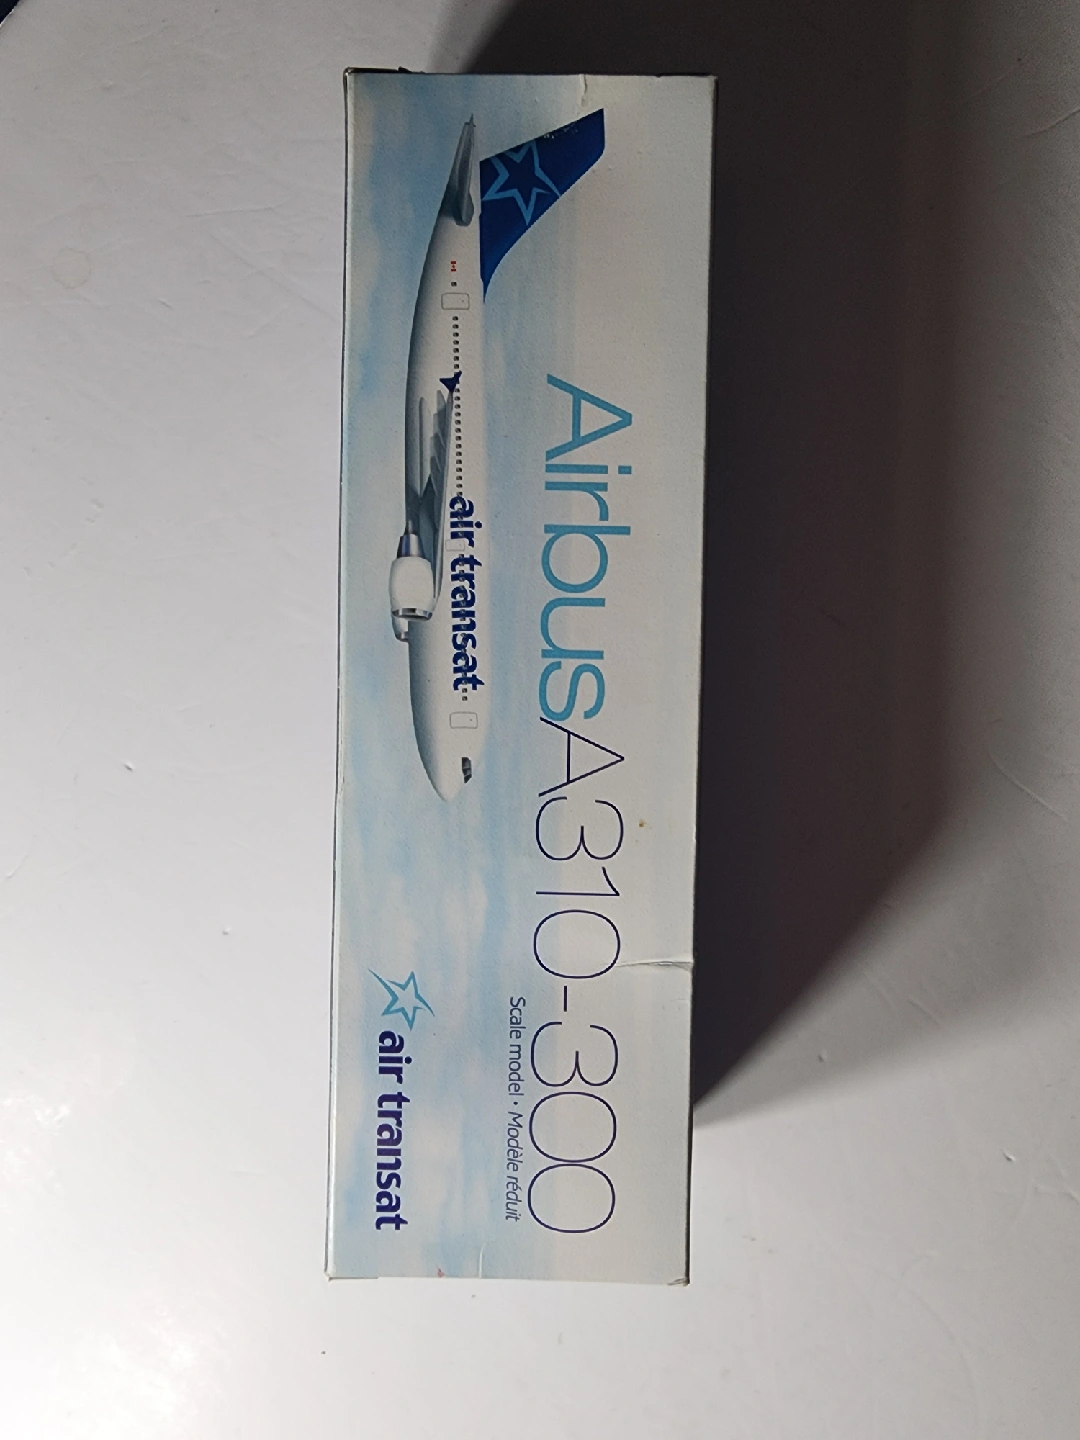 AirbusA310-300
Scale model • Modèle réduit
air transat
air transat